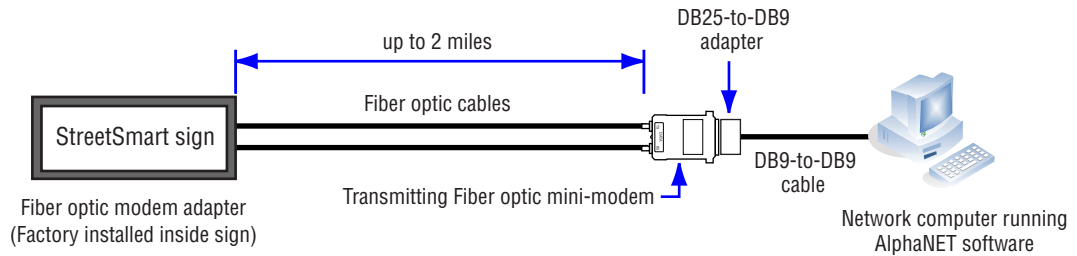 DB25-to-DB9
adapter
up to 2 miles
Fiber optic cables
StreetSmart sign
DB9-to-DB9
cable
Transmitting Fiber optic mini-modem
Fiber optic modem adapter
(Factory installed inside sign)
Network computer running
AlphaNET software